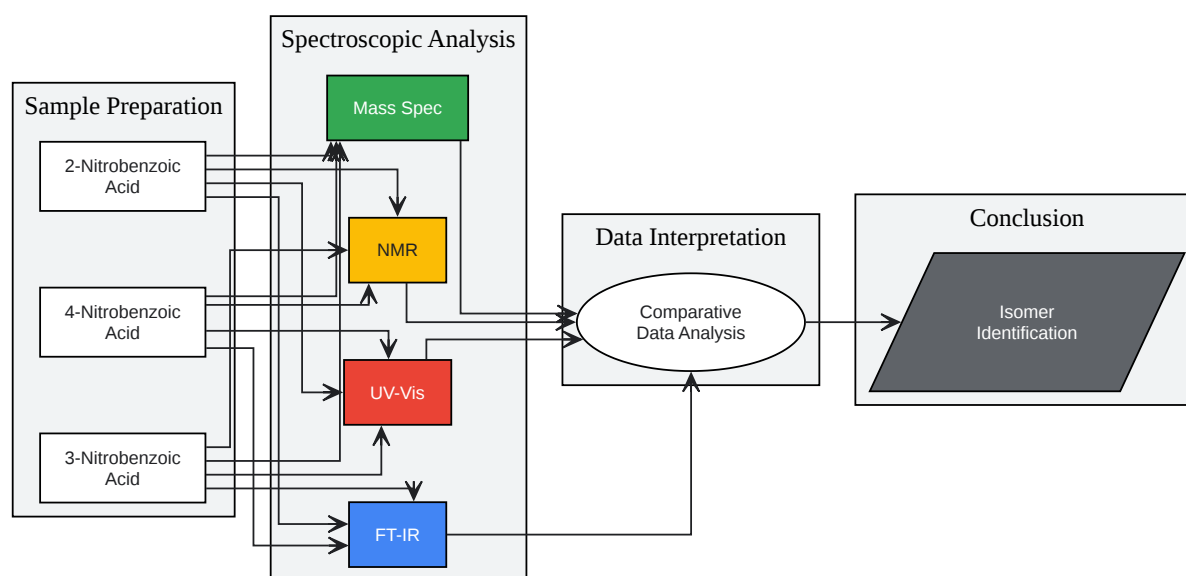 Sample Preparation
2-Nitrobenzoic
Acid
4-Nitrobenzoic
Acid
3-Nitrobenzoic
Acid
Spectroscopic Analysis
Mass Spec
NMR
UV-Vis
FT-IR
Data Interpretation
Comparative
Data Analysis
Conclusion
Isomer
Identification